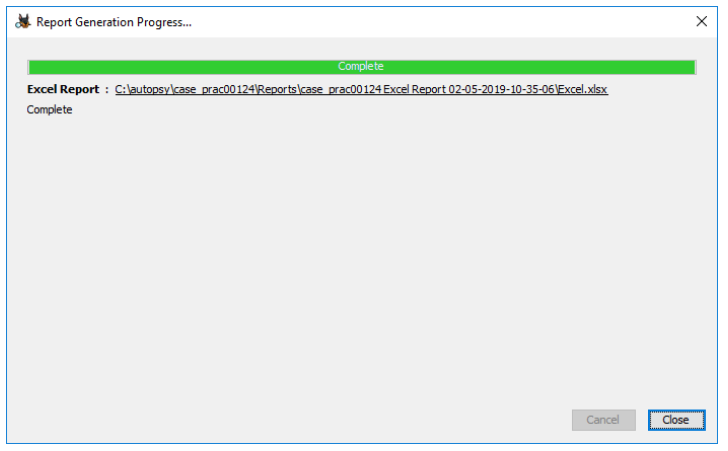 Report Generation Progress...
Complete
Excel Report : C:\autopsy\case_prac00124\Reports\case_prac00124 Excel Report 02-05-2019-10-35-06\Excel.xlsx
Complete
Cancel
Close